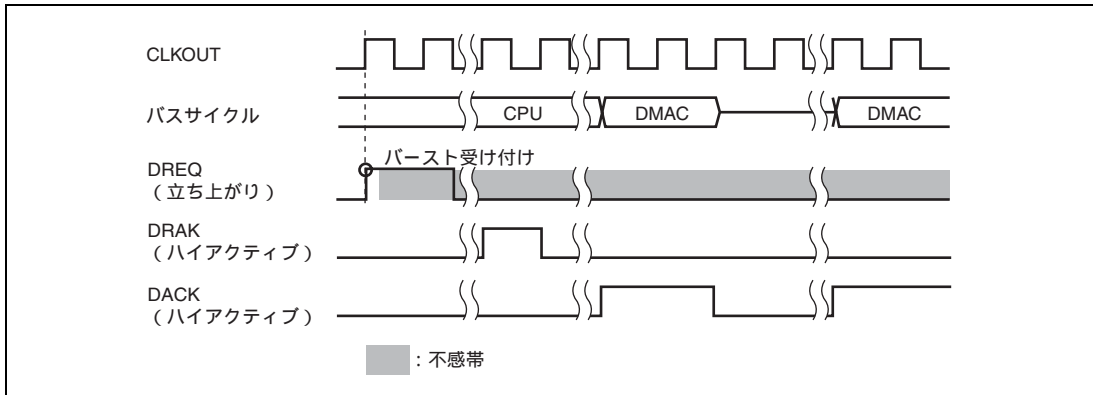 CLKOUT
バスサイクル
CPU
DMAC
DMAC
バースト受け付け
DREQ
（立ち上がり）
DRAK
（ハイアクティブ）
DACK
（ハイアクティブ）
：不感帯